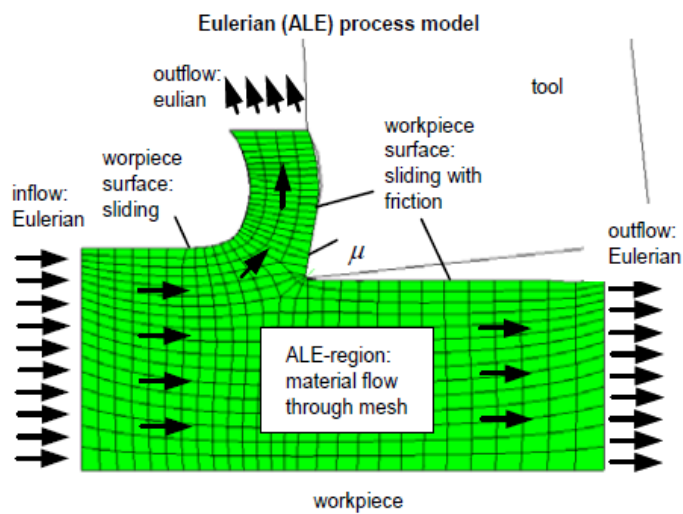 Eulerian (ALE) process model
outflow:
eulian
tool
worpiece
surface:
sliding
workpiece
surface:
sliding with
friction
inflow:
Eulerian
outflow:
Eulerian
μ
ALE-region:
material flow
through mesh
workpiece